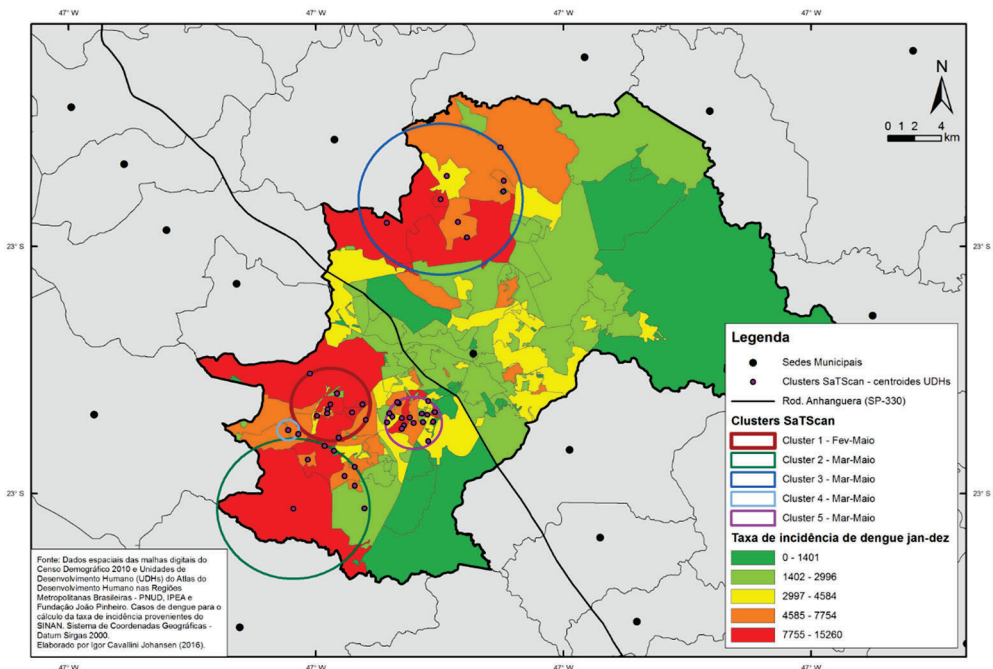 47° W 47° W 47° W 47° W
N
0 1 2 4
km
23° S 23° S
23° S 23° S
Legenda
Sedes Municipais
Clusters SaTScan - centroides UDHs
Rod. Anhanguera (SP-330)
Clusters SaTScan
Cluster 1 - Fev-Maio
Cluster 2 - Mar-Maio
Cluster 3 - Mar-Maio
Cluster 4 - Mar-Maio
Cluster 5 - Mar-Maio
Taxa de incidência de dengue jan-dez
0 - 1401
1402 - 2996
2997 - 4584
4585 - 7754
7755 - 15260
Fonte: Dados espaciais das malhas digitais do
Censo Demográfico 2010 e Unidades de
Desenvolvimento Humano (UDHs) do Atlas do
Desenvolvimento Humano nas Regiões
Metropolitanas Brasileiras - PNUD, IPEA e
Fundação João Pinheiro. Casos de dengue para o
cálculo da taxa de incidência provenientes do
SINAN. Sistema de Coordenadas Geográficas -
Datum Sirgas 2000.
Elaborado por Igor Cavallini Johansen (2016).
47° W 47° W 47° W 47° W